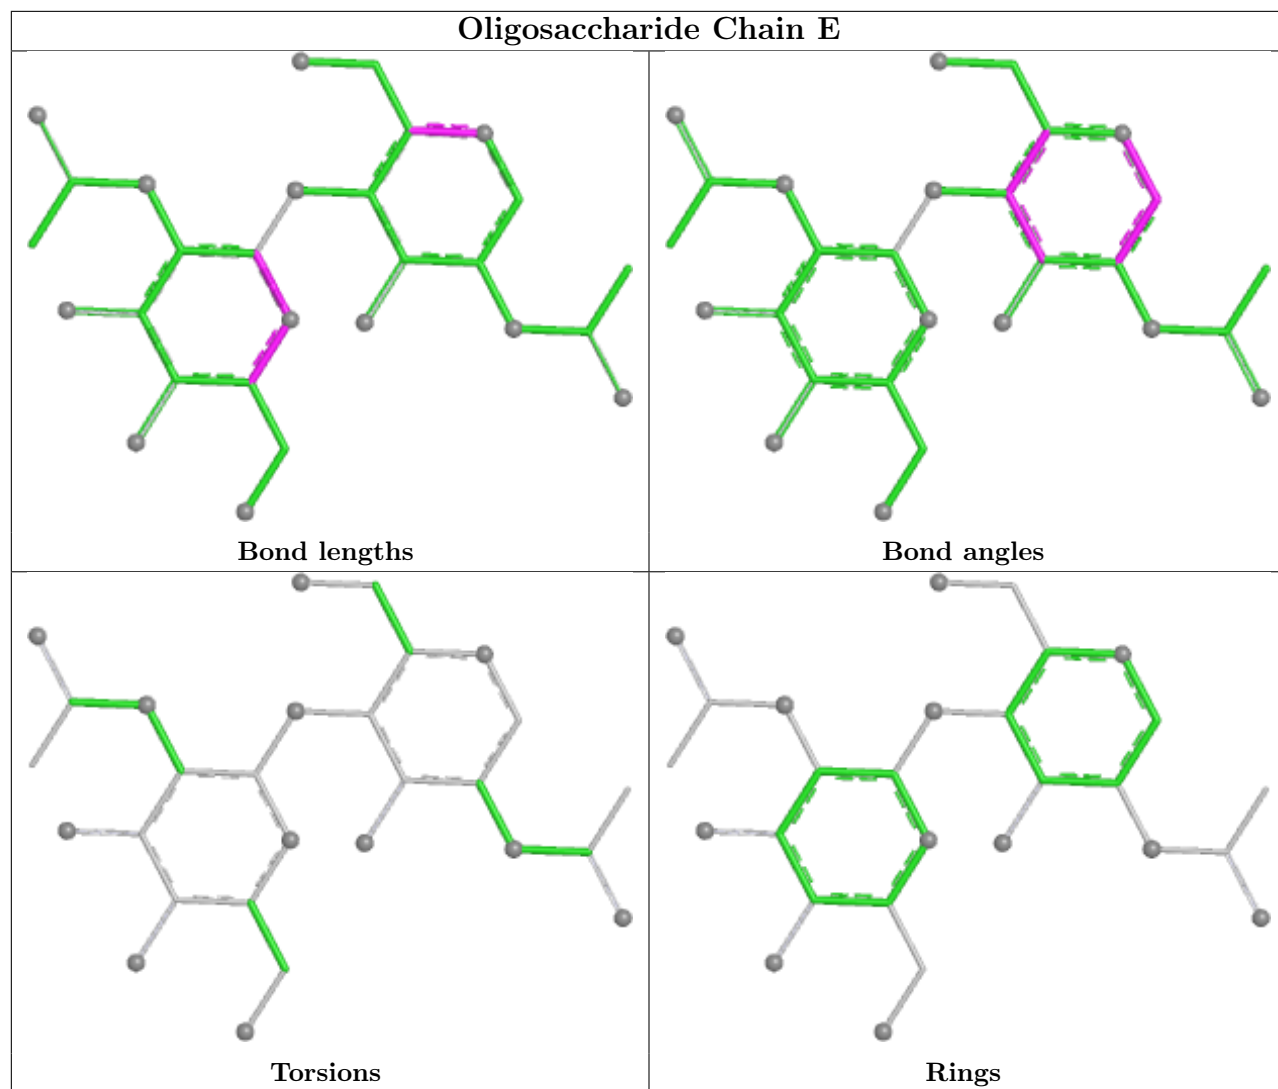 Oligosaccharide Chain E
Bond lengths
Bond angles
Torsions
Rings